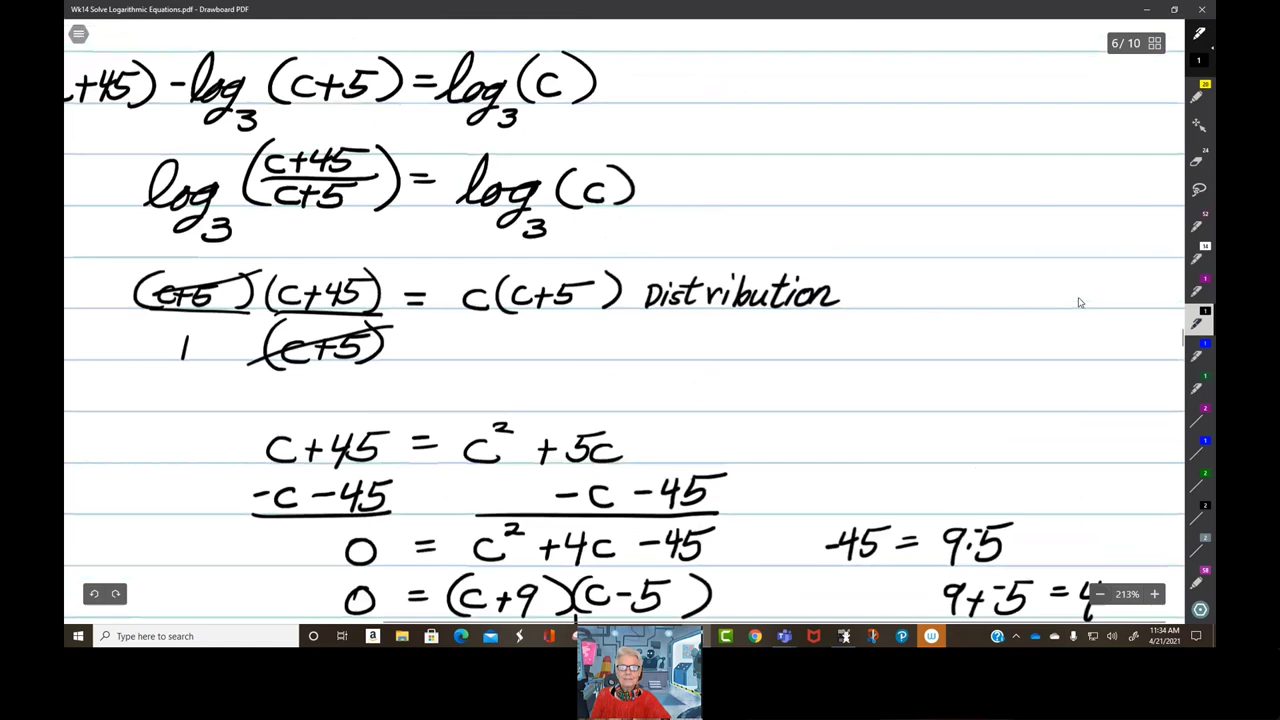 Wk14 Solve Logarithmic Equations.pdf - Drawboard PDF
6 / 10
+45) - log₃ (c+5) = log₃ (c)
log₃ ((c+45)/(c+5)) = log₃ (c)
(c+5) (c+45) = c(c+5) Distribution
1 (c+5)
c+45 = c² + 5c
-c -45 -c -45
0 = c² +4c -45 -45 = 9·-5
0 = (c+9)(c-5) 9+-5 = 4
213%
Type here to search
11:34 AM
4/21/2021